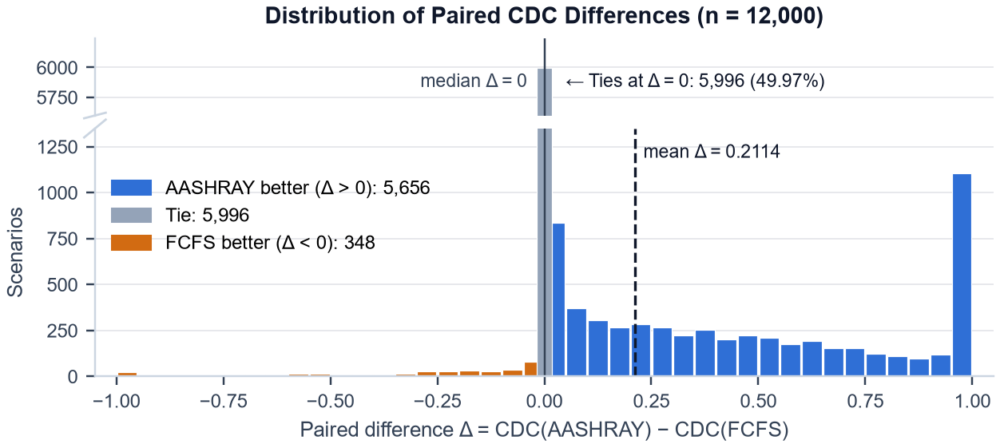 Distribution of Paired CDC Differences (n = 12,000)
6000
5750
median Δ = 0
← Ties at Δ = 0: 5,996 (49.97%)
1250
1000
750
500
250
0
mean Δ = 0.2114
AASHRAY better (Δ > 0): 5,656
Tie: 5,996
FCFS better (Δ < 0): 348
Scenarios
−1.00 −0.75 −0.50 −0.25 0.00 0.25 0.50 0.75 1.00
Paired difference Δ = CDC(AASHRAY) − CDC(FCFS)